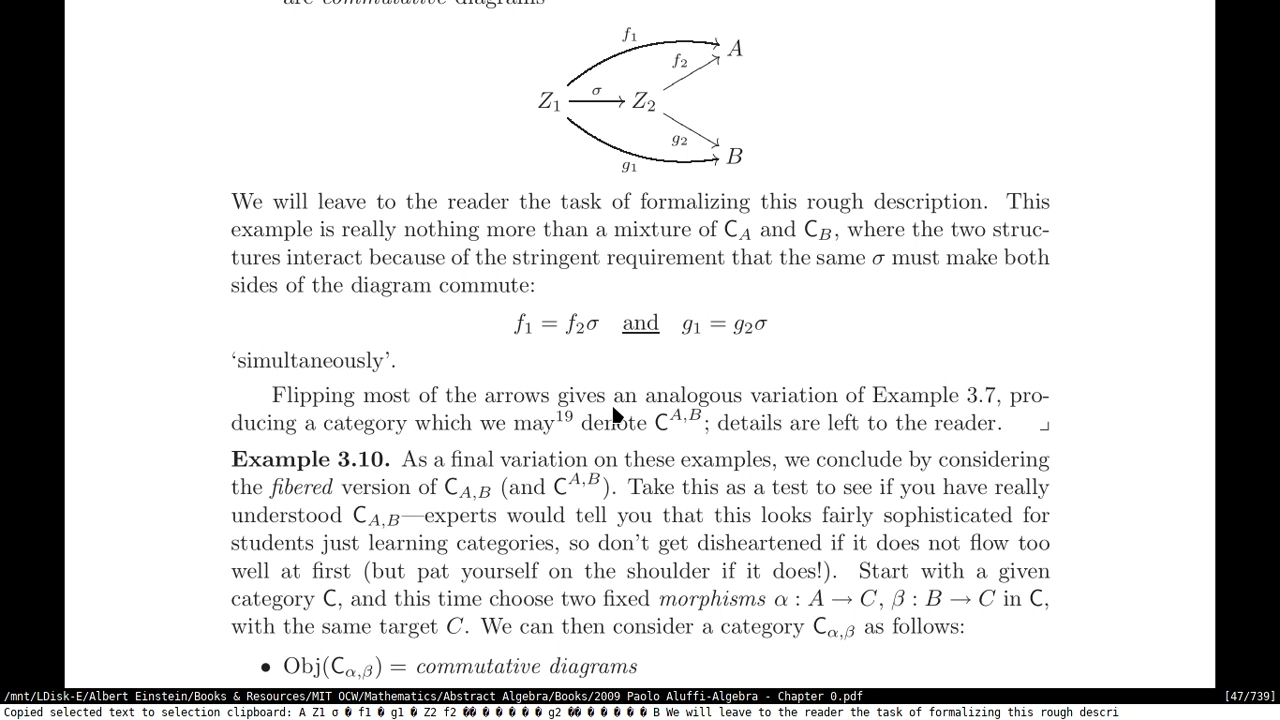 are commutative diagrams
f₁
A
f₂
Z₁ σ Z₂
g₂
B
g₁
We will leave to the reader the task of formalizing this rough description. This
example is really nothing more than a mixture of C_A and C_B, where the two struc-
tures interact because of the stringent requirement that the same σ must make both
sides of the diagram commute:
f₁ = f₂σ and g₁ = g₂σ
‘simultaneously’.
Flipping most of the arrows gives an analogous variation of Example 3.7, pro-
ducing a category which we may¹⁹ denote C^{A,B}; details are left to the reader. ⌟
Example 3.10. As a final variation on these examples, we conclude by considering
the fibered version of C_{A,B} (and C^{A,B}). Take this as a test to see if you have really
understood C_{A,B}—experts would tell you that this looks fairly sophisticated for
students just learning categories, so don’t get disheartened if it does not flow too
well at first (but pat yourself on the shoulder if it does!). Start with a given
category C, and this time choose two fixed morphisms α : A → C, β : B → C in C,
with the same target C. We can then consider a category C_{α,β} as follows:
• Obj(C_{α,β}) = commutative diagrams
/mnt/LDisk-E/Albert Einstein/Books & Resources/MIT OCW/Mathematics/Abstract Algebra/Books/2009 Paolo Aluffi-Algebra - Chapter 0.pdf [47/739]
Copied selected text to selection clipboard: A Z1 σ � f1 � g1 � Z2 f2 �� � � � � � g2 �� � � � � � B We will leave to the reader the task of formalizing this rough descri